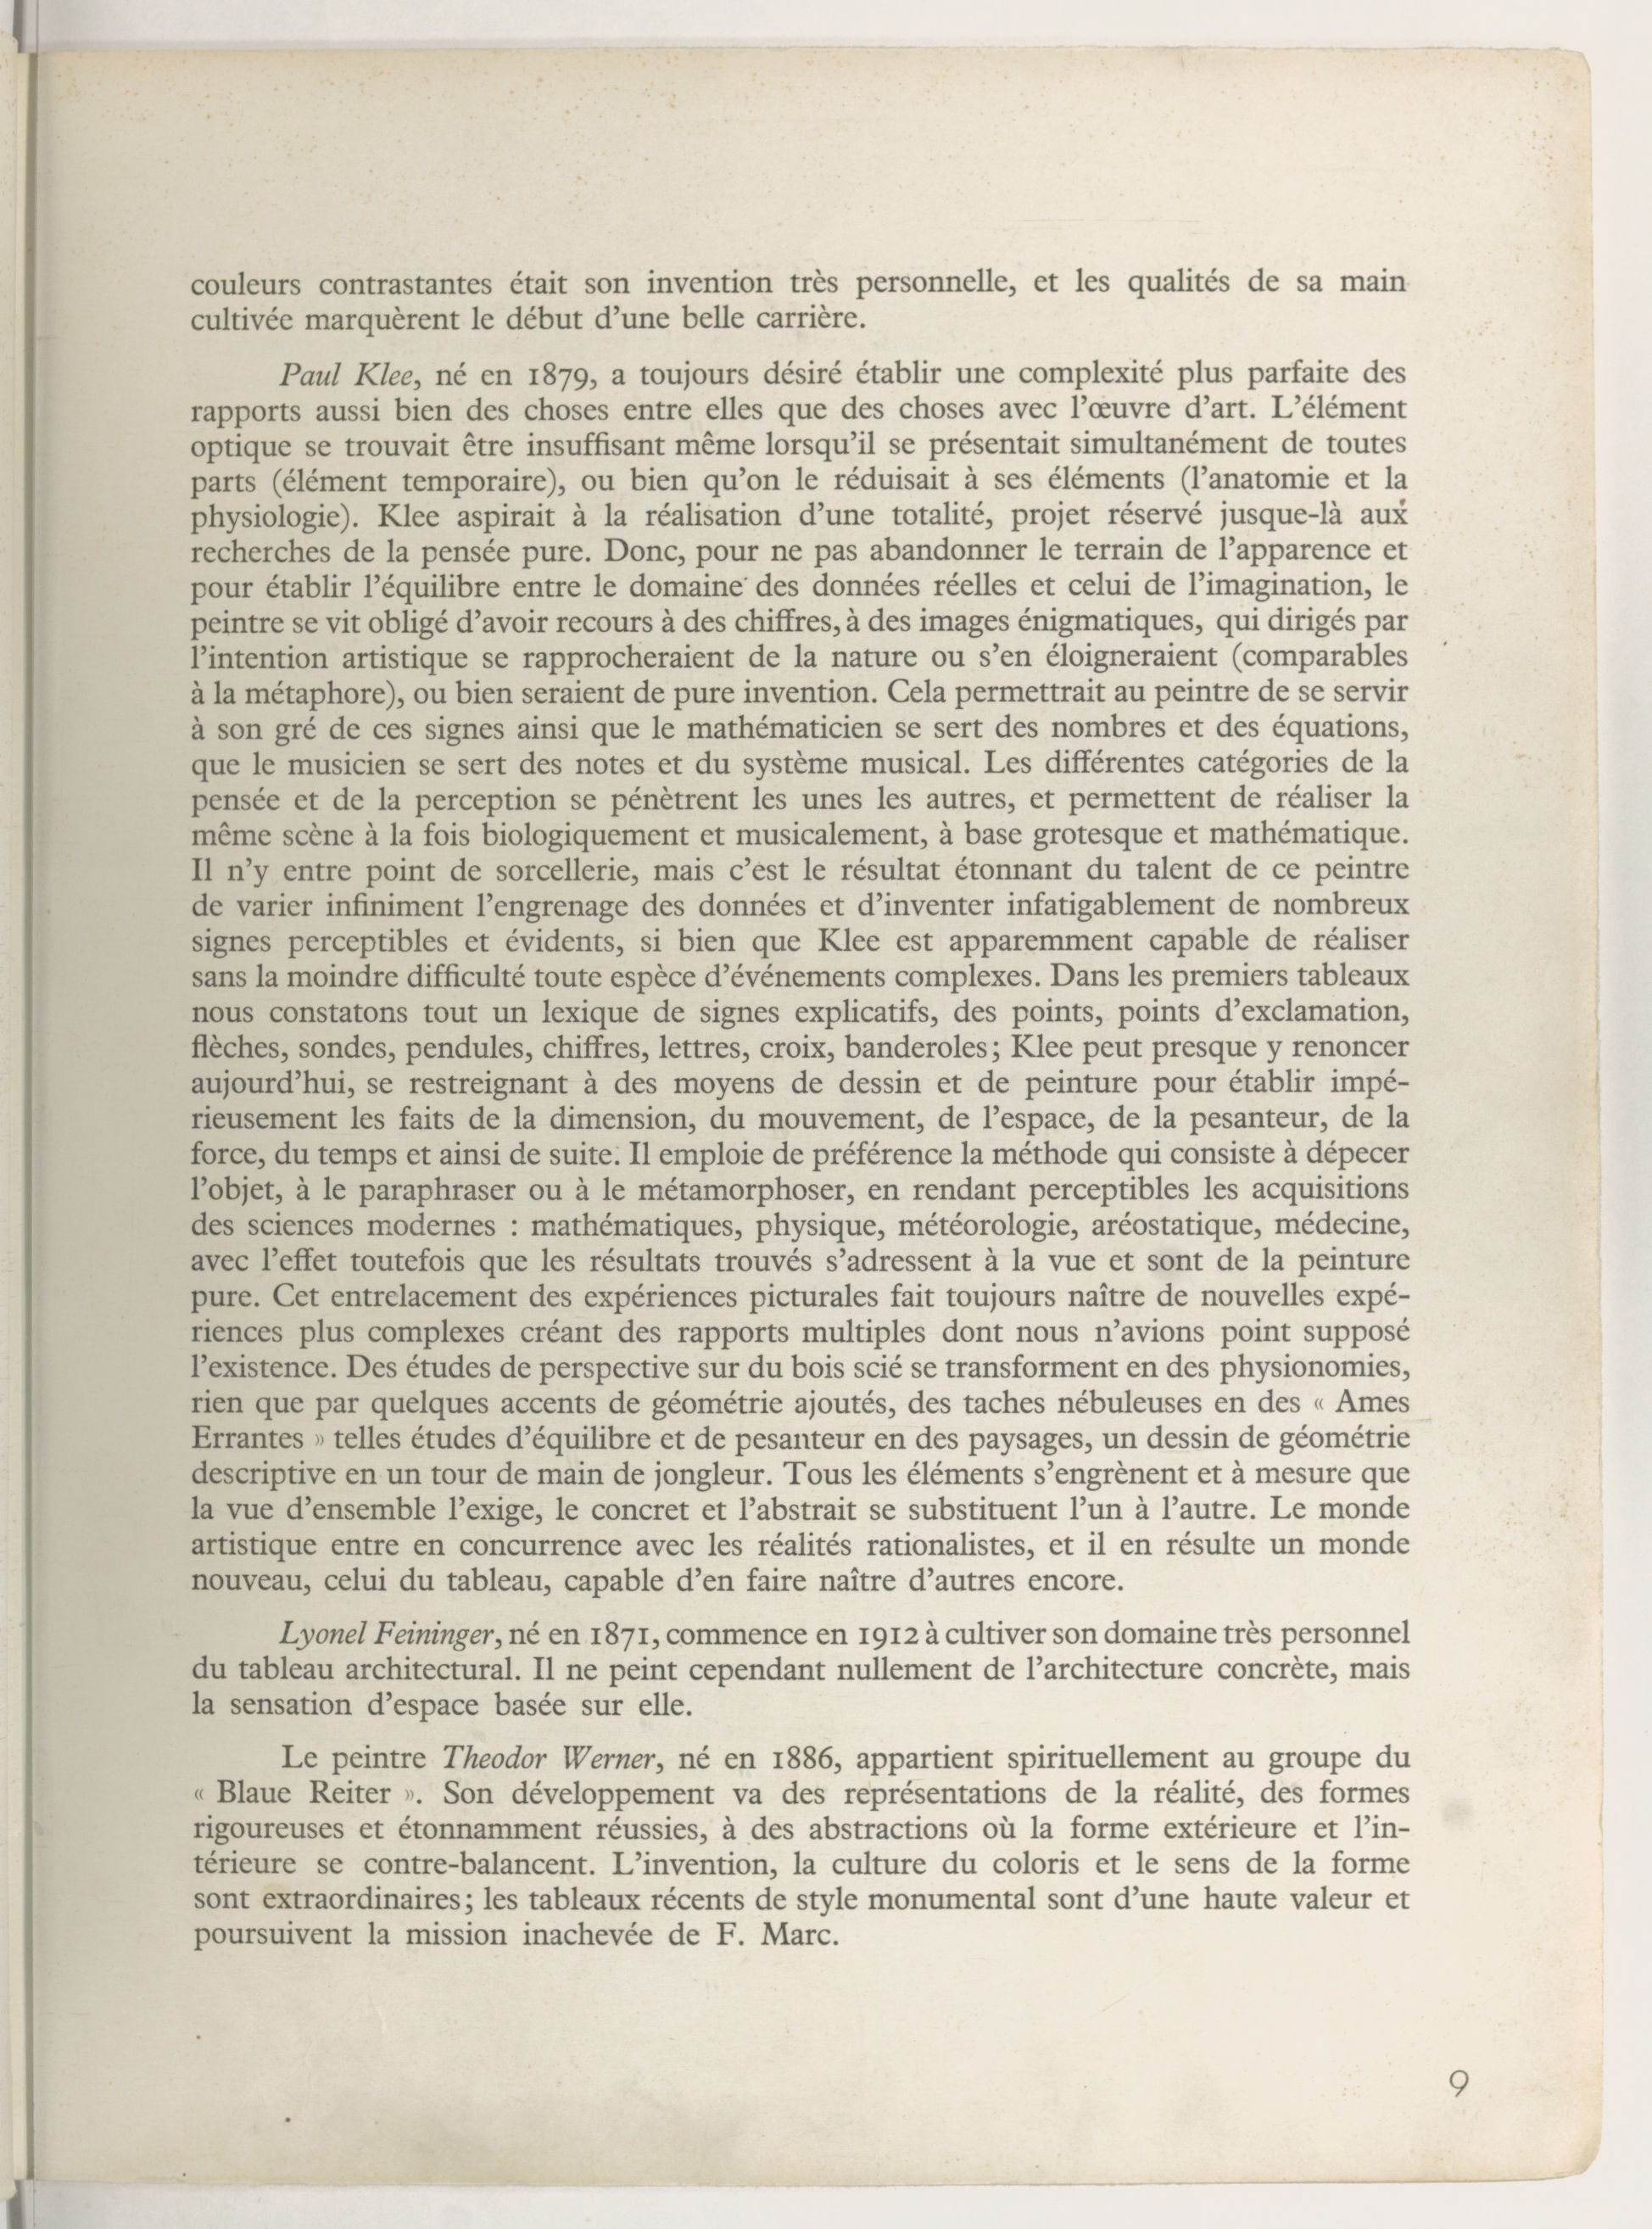 couleurs contrastantes était son invention très personnelle, et les qualités de sa main
cultivée marquèrent le début d'une belle carrière.
Paul Klee, né en 1879, a toujours désiré établir une complexité plus parfaite des
rapports aussi bien des choses entre elles que des choses avec l'œuvre d'art. L'élément
optique se trouvait être insuffisant même lorsqu'il se présentait simultanément de toutes
parts (élément temporaire), ou bien qu'on le réduisait à ses éléments (l'anatomie et la
physiologie). Klee aspirait à la réalisation d'une totalité, projet réservé jusque-là aux
recherches de la pensée pure. Donc, pour ne pas abandonner le terrain de l'apparence et
pour établir l'équilibre entre le domaine des données réelles et celui de l'imagination, le
peintre se vit obligé d'avoir recours à des chiffres, à des images énigmatiques, qui dirigés par
l'intention artistique se rapprocheraient de la nature ou s'en éloigneraient (comparables
à la métaphore), ou bien seraient de pure invention. Cela permettrait au peintre de se servir
à son gré de ces signes ainsi que le mathématicien se sert des nombres et des équations,
que le musicien se sert des notes et du système musical. Les différentes catégories de la
pensée et de la perception se pénètrent les unes les autres, et permettent de réaliser la
même scène à la fois biologiquement et musicalement, à base grotesque et mathématique.
Il n'y entre point de sorcellerie, mais c'est le résultat étonnant du talent de ce peintre
de varier infiniment l'engrenage des données et d'inventer infatigablement de nombreux
signes perceptibles et évidents, si bien que Klee est apparemment capable de réaliser
sans la moindre difficulté toute espèce d'événements complexes. Dans les premiers tableaux
nous constatons tout un lexique de signes explicatifs, des points, points d'exclamation,
flèches, sondes, pendules, chiffres, lettres, croix, banderoles; Klee peut presque y renoncer
aujourd'hui, se restreignant à des moyens de dessin et de peinture pour établir impé-
rieusement les faits de la dimension, du mouvement, de l'espace, de la pesanteur, de la
force, du temps et ainsi de suite. Il emploie de préférence la méthode qui consiste à dépecer
l'objet, à le paraphraser ou à le métamorphoser, en rendant perceptibles les acquisitions
des sciences modernes : mathématiques, physique, météorologie, aréostatique, médecine,
avec l'effet toutefois que les résultats trouvés s'adressent à la vue et sont de la peinture
pure. Cet entrelacement des expériences picturales fait toujours naître de nouvelles expé-
riences plus complexes créant des rapports multiples dont nous n'avions point supposé
l'existence. Des études de perspective sur du bois scié se transforment en des physionomies,
rien que par quelques accents de géométrie ajoutés, des taches nébuleuses en des « Ames
Errantes » telles études d'équilibre et de pesanteur en des paysages, un dessin de géométrie
descriptive en un tour de main de jongleur. Tous les éléments s'engrènent et à mesure que
la vue d'ensemble l'exige, le concret et l'abstrait se substituent l'un à l'autre. Le monde
artistique entre en concurrence avec les réalités rationalistes, et il en résulte un monde
nouveau, celui du tableau, capable d'en faire naître d'autres encore.
Lyonel Feininger, né en 1871, commence en 1912 à cultiver son domaine très personnel
du tableau architectural. Il ne peint cependant nullement de l'architecture concrète, mais
la sensation d'espace basée sur elle.
Le peintre Theodor Werner, né en 1886, appartient spirituellement au groupe du
« Blaue Reiter ». Son développement va des représentations de la réalité, des formes
rigoureuses et étonnamment réussies, à des abstractions où la forme extérieure et l'in-
térieure se contre-balancent. L'invention, la culture du coloris et le sens de la forme
sont extraordinaires; les tableaux récents de style monumental sont d'une haute valeur et
poursuivent la mission inachevée de F. Marc.
9